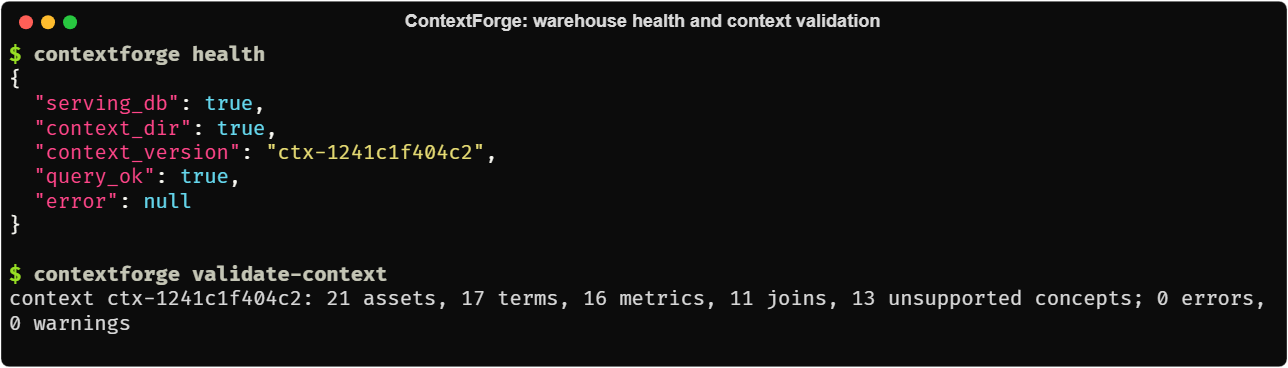 ContextForge: warehouse health and context validation
$ contextforge health
{
  "serving_db": true,
  "context_dir": true,
  "context_version": "ctx-1241c1f404c2",
  "query_ok": true,
  "error": null
}
$ contextforge validate-context
context ctx-1241c1f404c2: 21 assets, 17 terms, 16 metrics, 11 joins, 13 unsupported concepts; 0 errors,
0 warnings